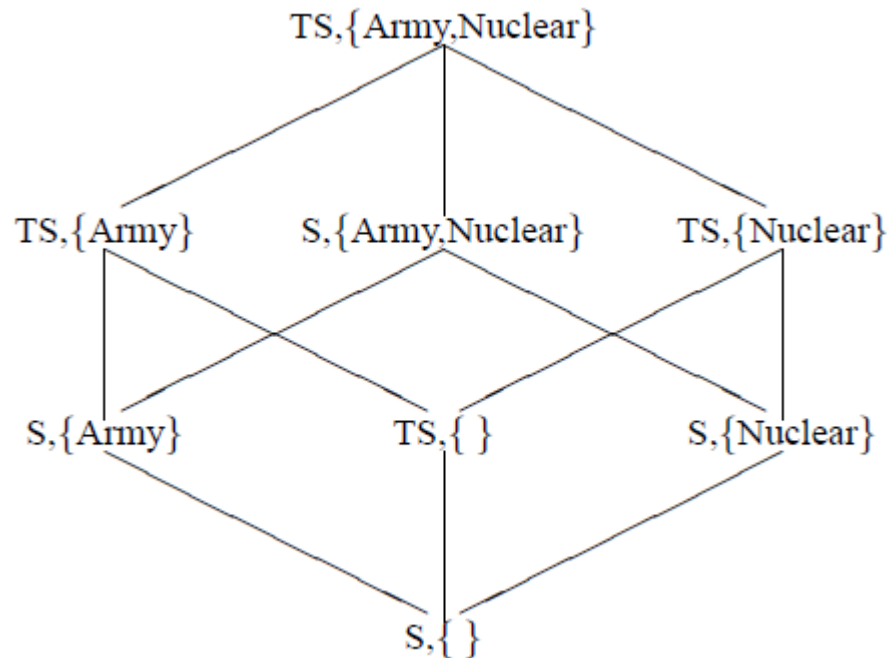 TS,{Army,Nuclear}
TS,{Army} S,{Army,Nuclear} TS,{Nuclear}
S,{Army} TS,{ } S,{Nuclear}
S,{ }